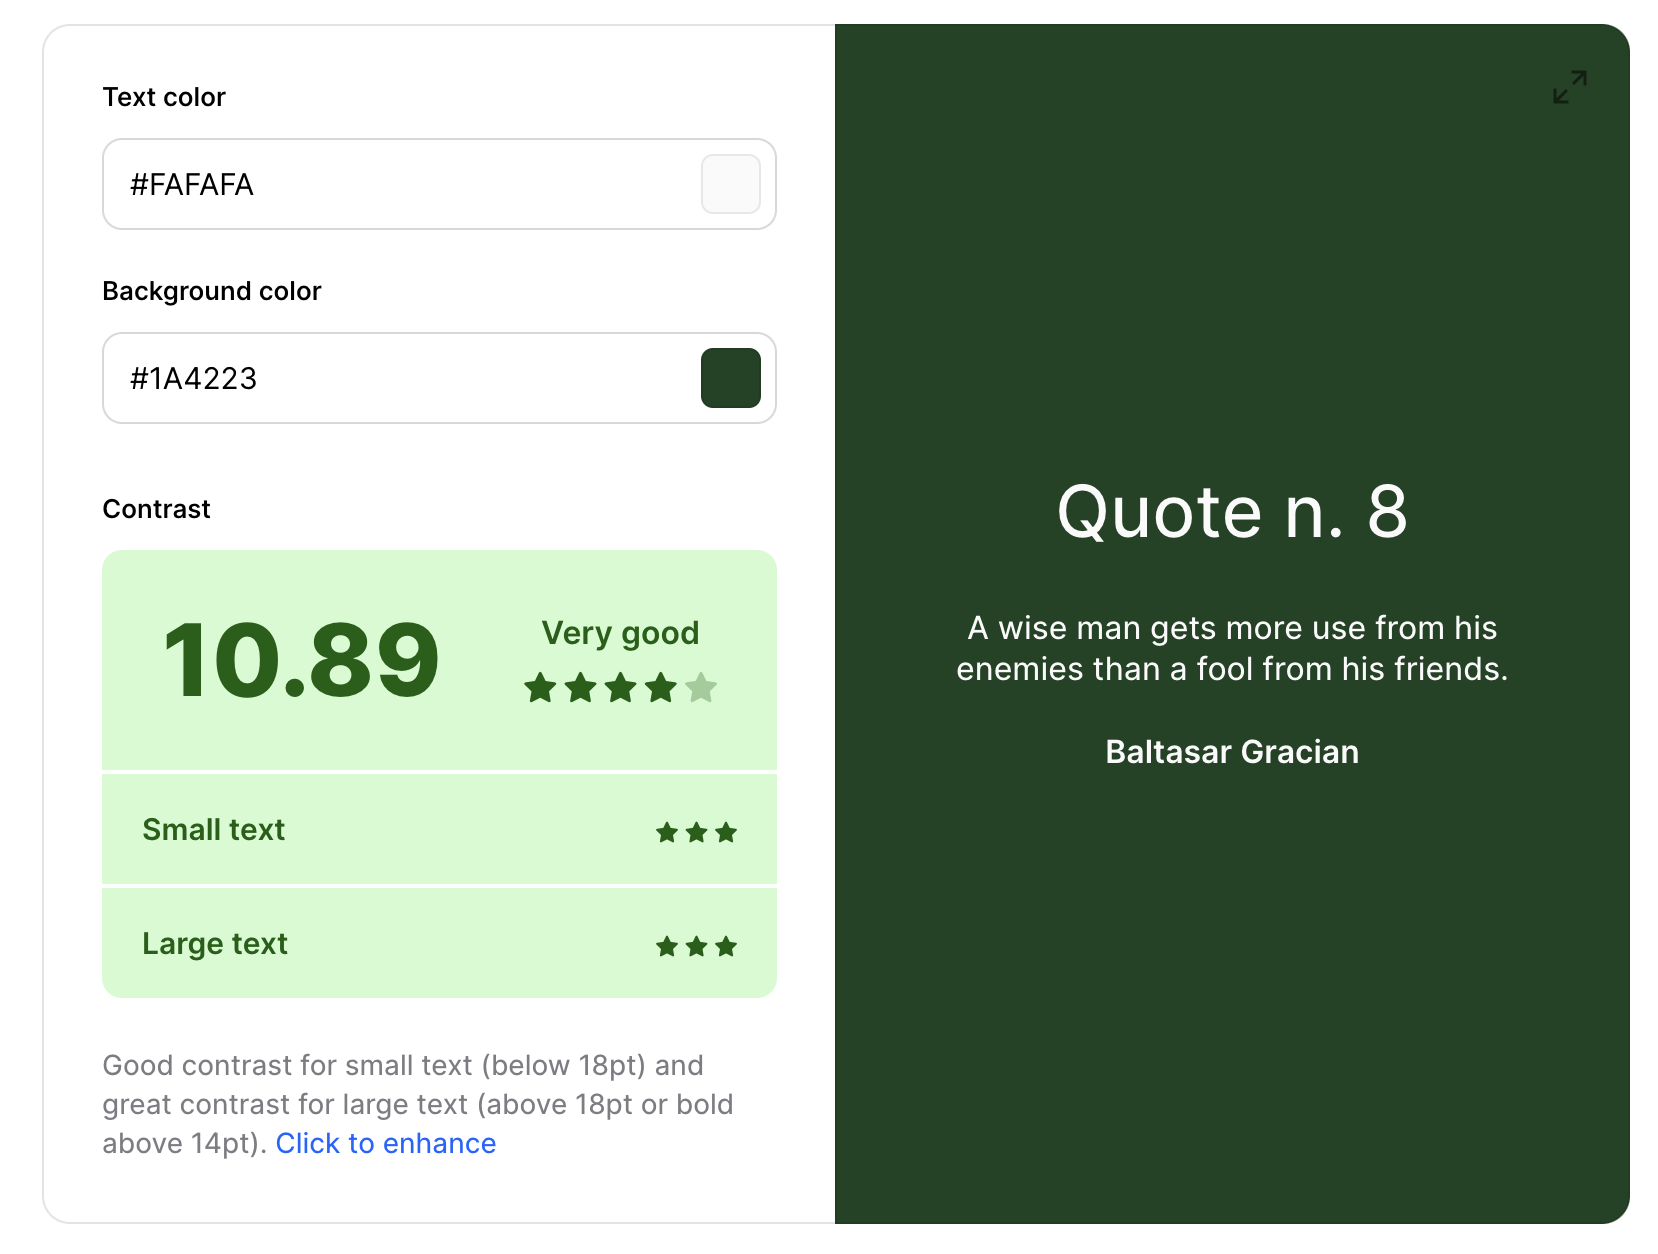 Text color
#FAFAFA
Background color
#1A4223
Contrast
10.89
Very good
Small text
Large text
Good contrast for small text (below 18pt) and
great contrast for large text (above 18pt or bold
above 14pt). Click to enhance
Quote n. 8
A wise man gets more use from his
enemies than a fool from his friends.
Baltasar Gracian